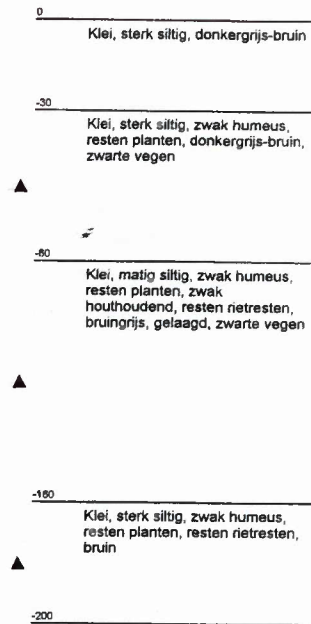 0
Klei, sterk siltig, donkergrijs-bruin
-30
Klei, sterk siltig, zwak humeus,
resten planten, donkergrijs-bruin,
zwarte vegen
-80
Klei, matig siltig, zwak humeus,
resten planten, zwak
houthoudend, resten rietresten,
bruingrijs, gelaagd, zwarte vegen
-160
Klei, sterk siltig, zwak humeus,
resten planten, resten rietresten,
bruin
-200